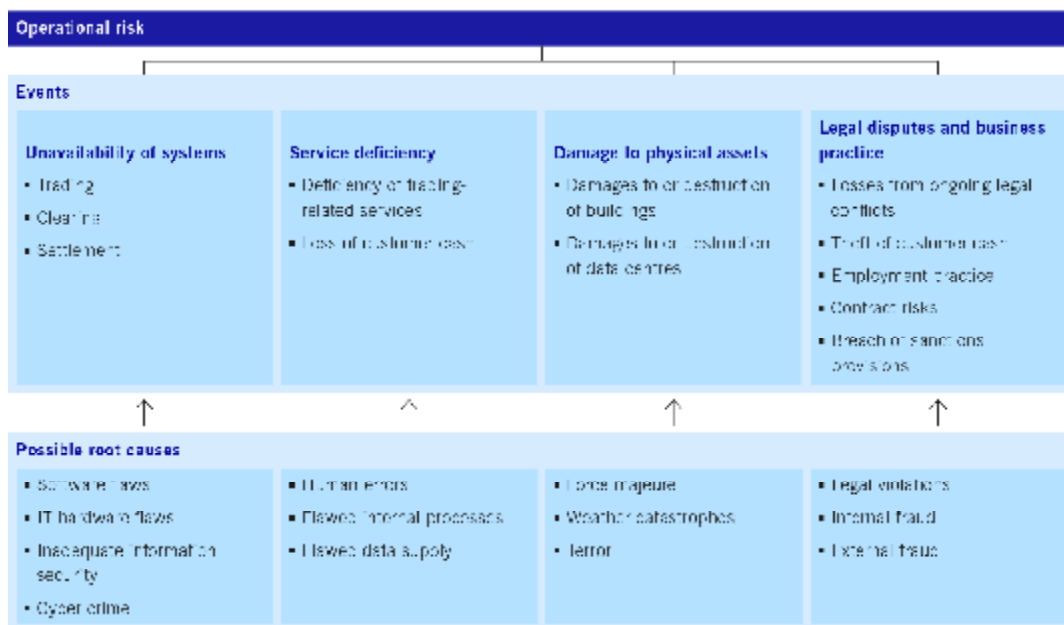 Operational risk
Events
Unavailability of systems
▪ Trading
▪ Clearing
▪ Settlement
Service deficiency
▪ Deficiency of trading-
related services
▪ Loss of customer cash
Damage to physical assets
▪ Damages to or destruction
of buildings
▪ Damages to or destruction
of data centres
Legal disputes and business
practice
▪ Losses from ongoing legal
conflicts
▪ Theft of customer cash
▪ Employment practice
▪ Contract risks
▪ Breach of sanctions
provisions
Possible root causes
▪ Software flaws
▪ IT hardware flaws
▪ Inadequate information
security
▪ Cyber crime
▪ Human errors
▪ Flawed internal processes
▪ Flawed data supply
▪ Force majeure
▪ Weather catastrophes
▪ Terror
▪ Legal violations
▪ Internal fraud
▪ External fraud